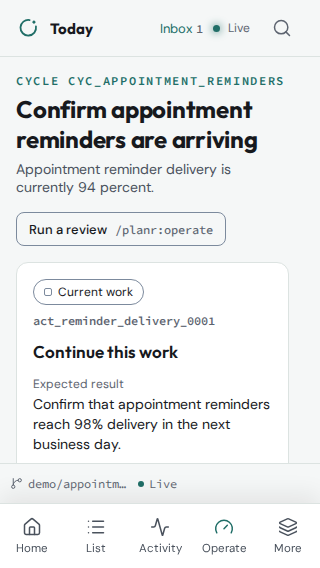 Today
Inbox 1
Live
CYCLE CYC_APPOINTMENT_REMINDERS
Confirm appointment
reminders are arriving
Appointment reminder delivery is
currently 94 percent.
Run a review /planr:operate
Current work
act_reminder_delivery_0001
Continue this work
Expected result
Confirm that appointment reminders
reach 98% delivery in the next
business day.
demo/appointm…
Live
Home
List
Activity
Operate
More